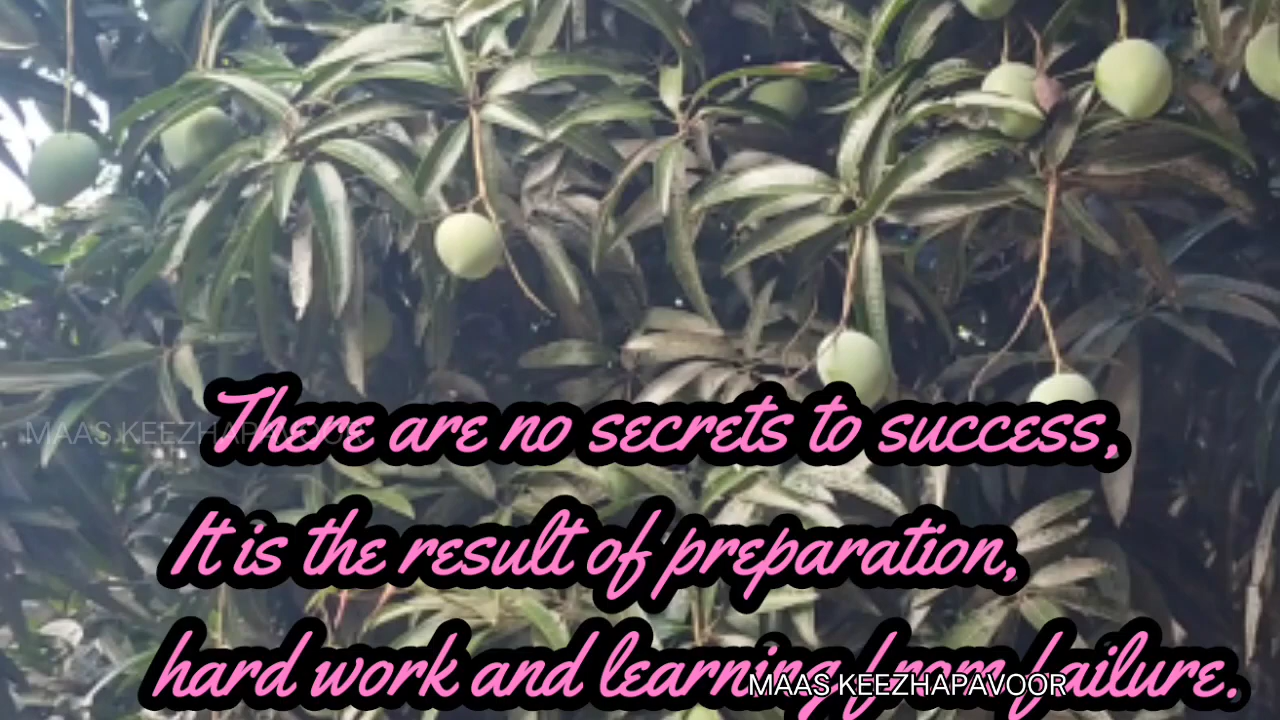 There are no secrets to success,
MAAS KEEZHAPAVOOR
It is the result of preparation,
hard work and learning from failure.
MAAS KEEZHAPAVOOR